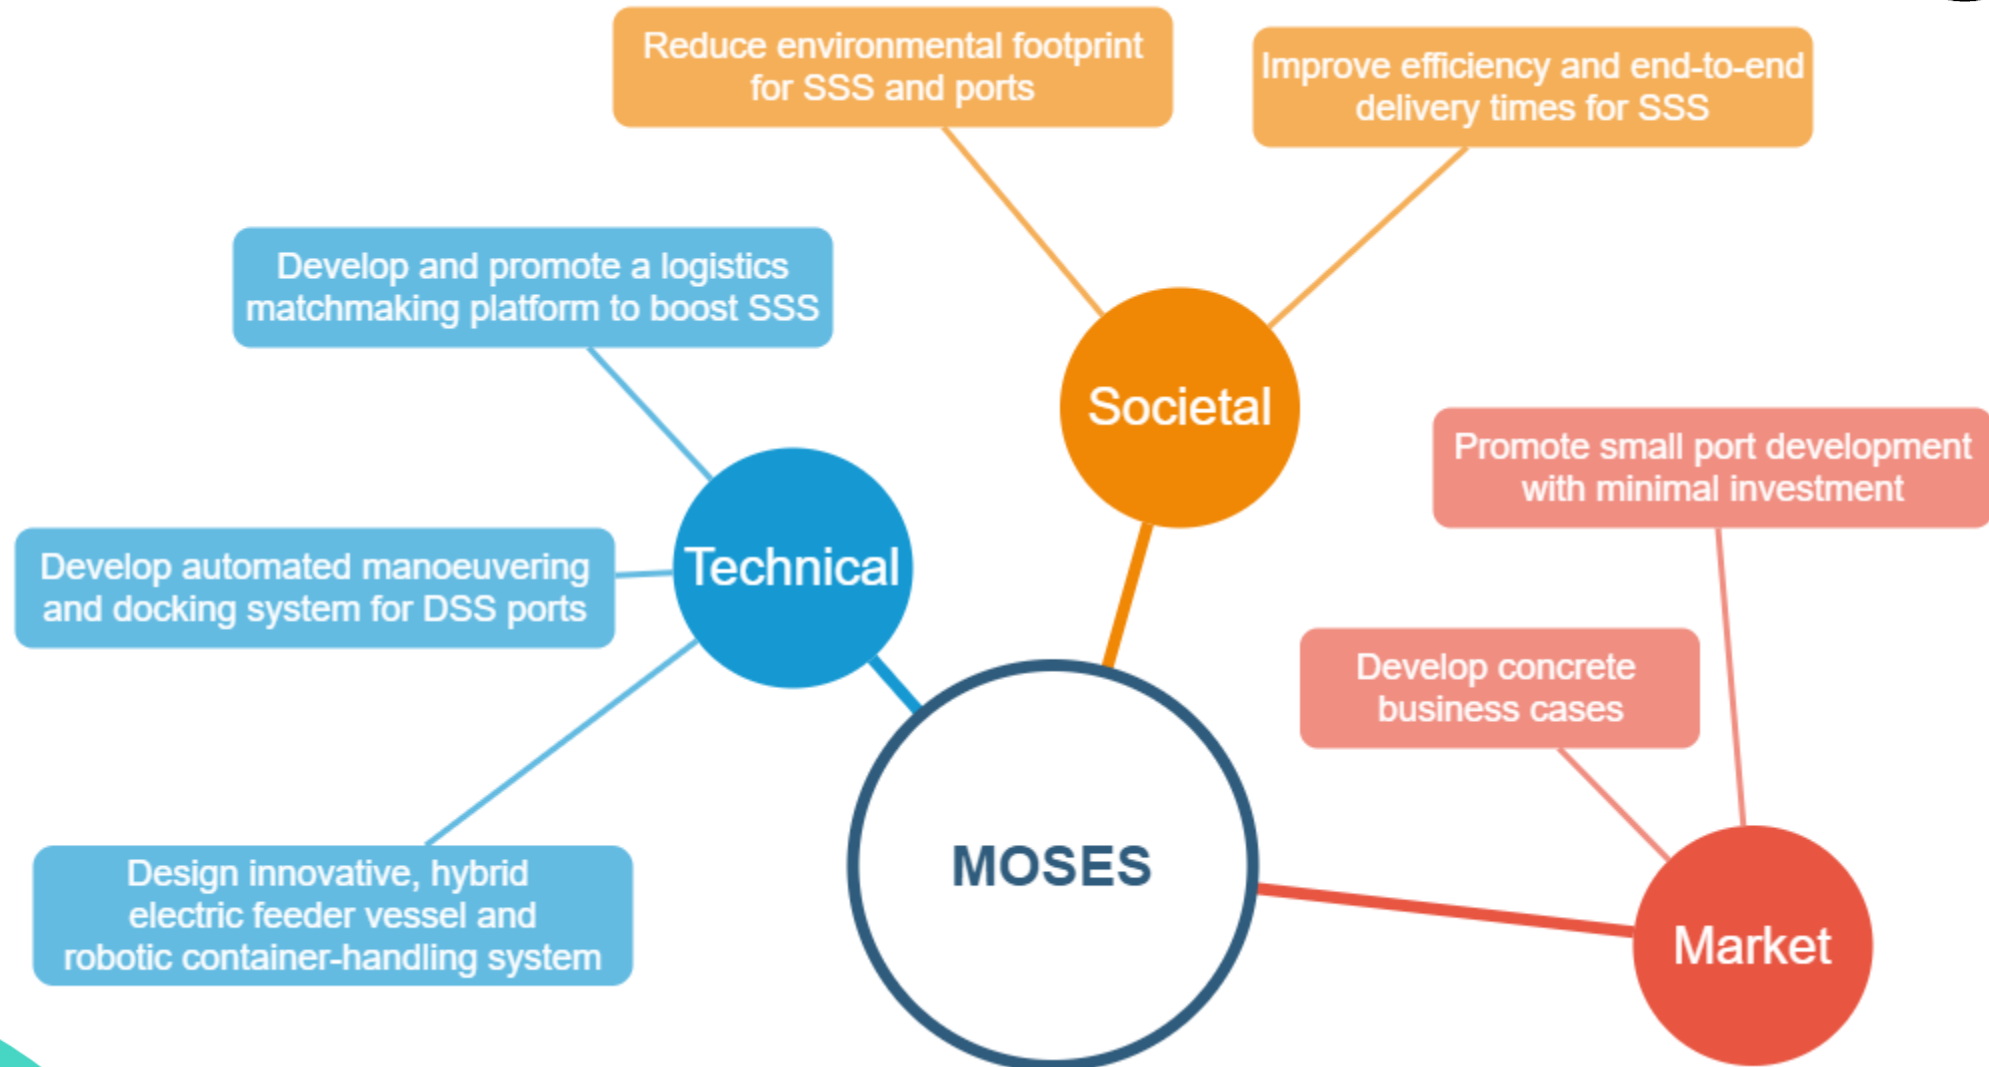 Reduce environmental footprint
for SSS and ports
Improve efficiency and end-to-end
delivery times for SSS
Develop and promote a logistics
matchmaking platform to boost SSS
Societal
Promote small port development
with minimal investment
Technical
Develop automated manoeuvering
and docking system for DSS ports
Develop concrete
business cases
MOSES
Design innovative, hybrid
electric feeder vessel and
robotic container-handling system
Market